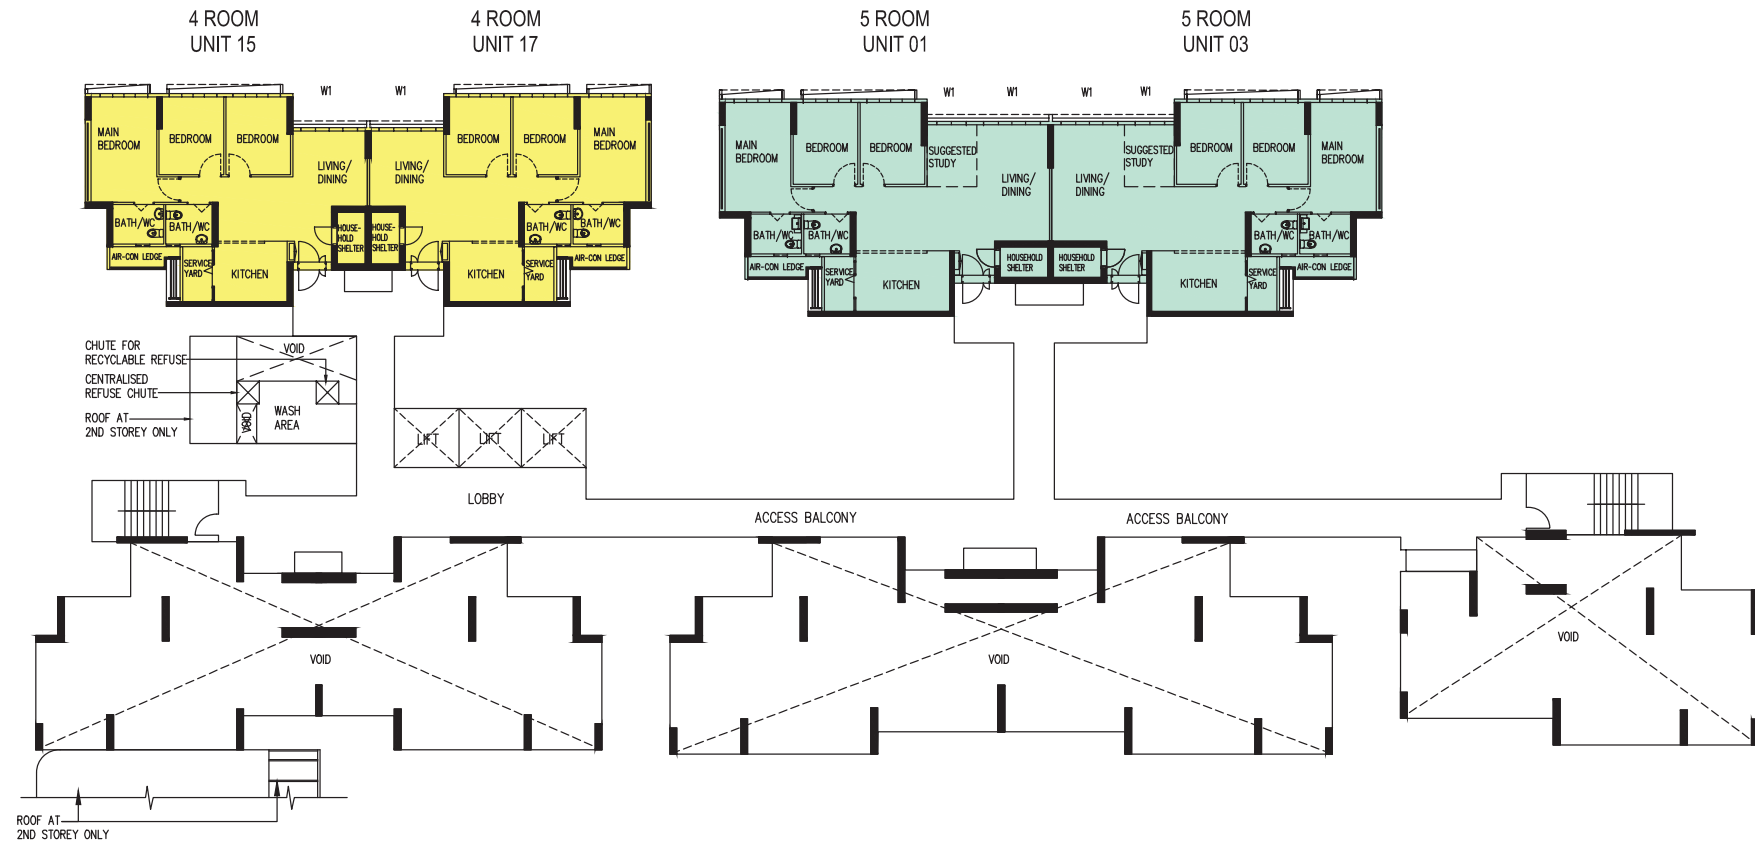 4 ROOM
UNIT 15
4 ROOM
UNIT 17
5 ROOM
UNIT 01
5 ROOM
UNIT 03
W1
W1
W1
W1
W1
W1
MAIN
BEDROOM
BEDROOM
BEDROOM
LIVING/
DINING
LIVING/
DINING
BEDROOM
BEDROOM
MAIN
BEDROOM
BATH/WC
BATH/WC
HOUSE-
HOLD
SHELTER
HOUSE-
HOLD
SHELTER
BATH/WC
BATH/WC
AIR-CON LEDGE
SERVICE
YARD
KITCHEN
KITCHEN
SERVICE
YARD
AIR-CON LEDGE
MAIN
BEDROOM
BEDROOM
BEDROOM
SUGGESTED
STUDY
LIVING/
DINING
LIVING/
DINING
SUGGESTED
STUDY
BEDROOM
BEDROOM
MAIN
BEDROOM
BATH/WC
BATH/WC
HOUSEHOLD
SHELTER
HOUSEHOLD
SHELTER
BATH/WC
BATH/WC
AIR-CON LEDGE
SERVICE
YARD
KITCHEN
KITCHEN
SERVICE
YARD
AIR-CON LEDGE
CHUTE FOR
RECYCLABLE REFUSE
CENTRALISED
REFUSE CHUTE
ROOF AT
2ND STOREY ONLY
VOID
WASH
AREA
LIFT
LIFT
LIFT
LOBBY
ACCESS BALCONY
ACCESS BALCONY
VOID
VOID
VOID
ROOF AT
2ND STOREY ONLY